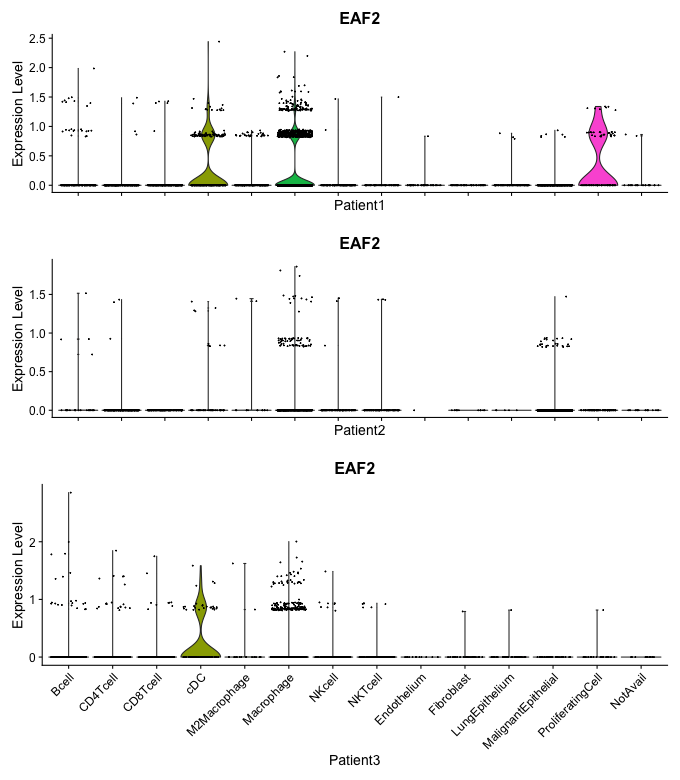 EAF2
Expression Level
2.5
2.0
1.5
1.0
0.5
0.0
Patient1
EAF2
Expression Level
1.5
1.0
0.5
0.0
Patient2
EAF2
Expression Level
2
1
0
Bcell
CD4Tcell
CD8Tcell
cDC
M2Macrophage
Macrophage
NKcell
NKTcell
Endothelium
Fibroblast
LungEpithelium
MalignantEpithelial
ProliferatingCell
NotAvail
Patient3